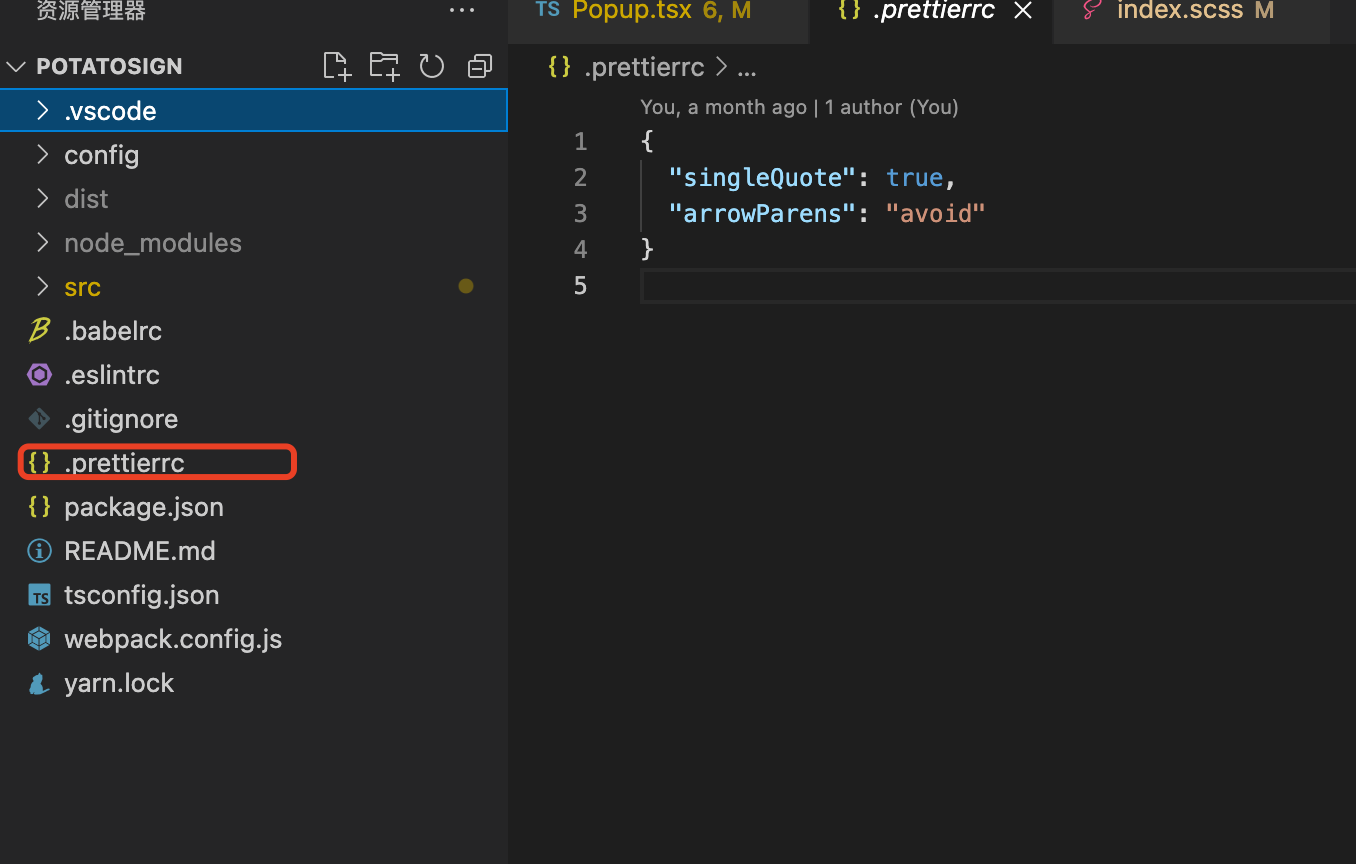 资源管理器
POTATOSIGN
.vscode
config
dist
node_modules
src
.babelrc
.eslintrc
.gitignore
.prettierrc
package.json
README.md
TS tsconfig.json
webpack.config.js
yarn.lock
TS Popup.tsx 6, M
{} .prettierrc
index.scss M
{} .prettierrc > ...
You, a month ago | 1 author (You)
1 {
2 "singleQuote": true,
3 "arrowParens": "avoid"
4 }
5